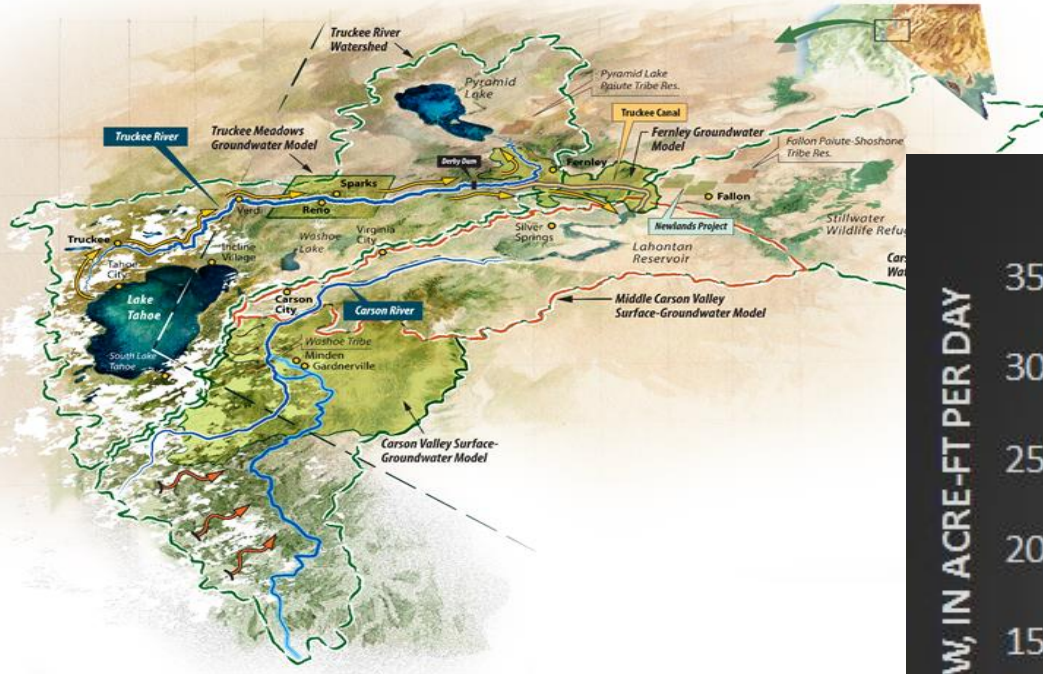 Truckee River
Watershed
Pyramid
Lake
Pyramid Lake
Paiute Tribe Res.
Truckee Canal
Truckee River
Truckee Meadows
Groundwater Model
Fernley Groundwater
Model
Fallon Paiute-Shoshone
Tribe Res.
Derby Dam
Fernley
Sparks
Reno
Verdi
Fallon
Newlands Project
Stillwater
Wildlife Refu
Truckee
Tahoe
City
Incline
Village
Washoe
Lake
Virginia
City
Silver
Springs
Lahontan
Reservoir
Cars
Wat
Lake
Tahoe
Carson
City
Carson River
Middle Carson Valley
Surface-Groundwater Model
South Lake
Tahoe
Washoe Tribe
Minden
Gardnerville
Carson Valley Surface-
Groundwater Model
W, IN ACRE-FT PER DAY
35
30
25
20
15